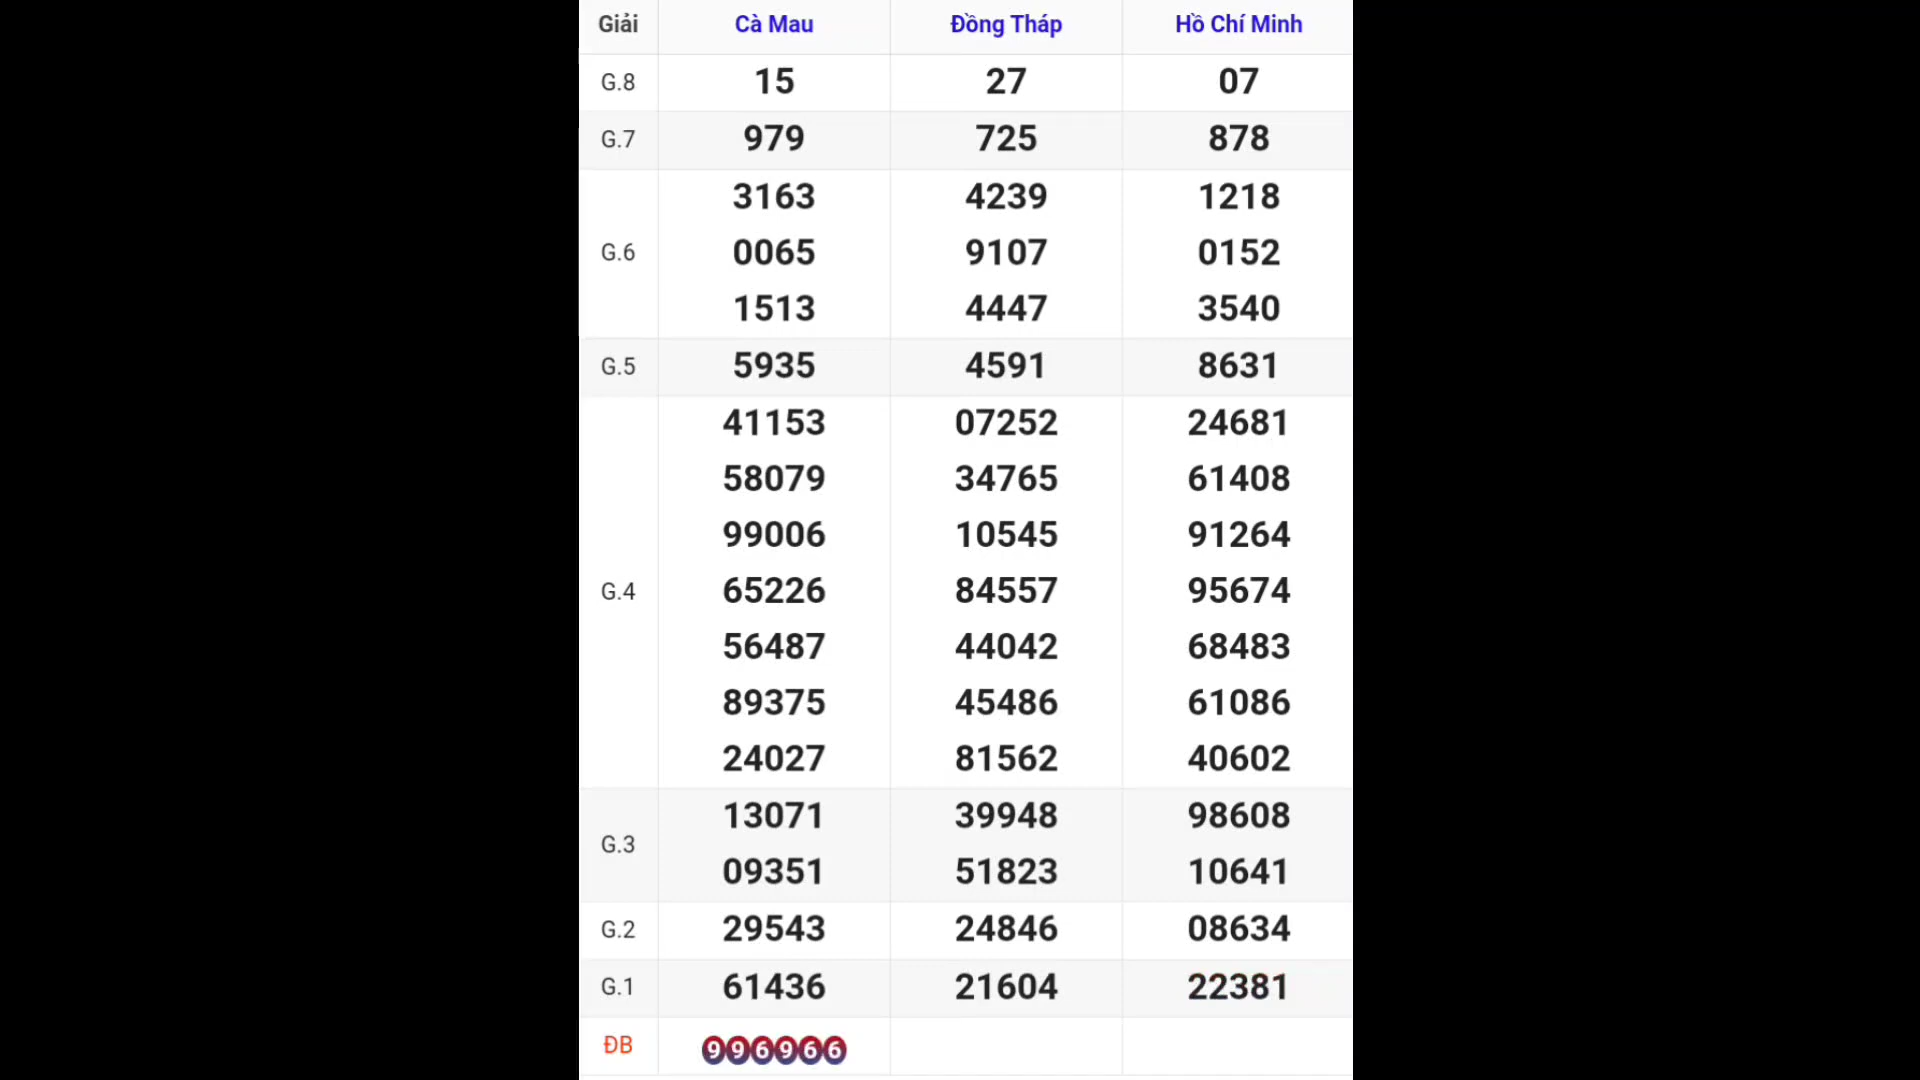 Giải Cà Mau Đồng Tháp Hồ Chí Minh
G.8 15 27 07
G.7 979 725 878
3163 4239 1218
G.6 0065 9107 0152
1513 4447 3540
G.5 5935 4591 8631
41153 07252 24681
58079 34765 61408
99006 10545 91264
G.4 65226 84557 95674
56487 44042 68483
89375 45486 61086
24027 81562 40602
G.3
13071 39948 98608
09351 51823 10641
G.2 29543 24846 08634
G.1 61436 21604 22381
ĐB 996966